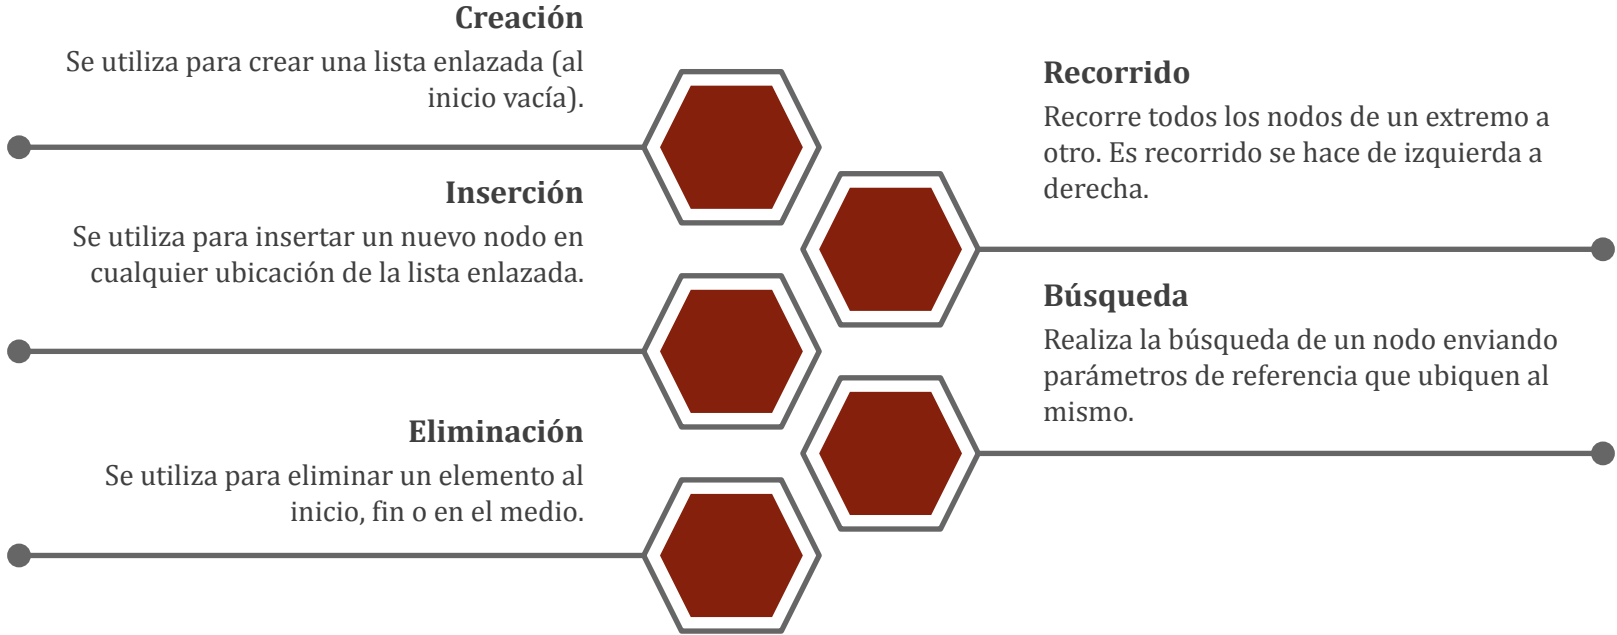 Creación
Se utiliza para crear una lista enlazada (al
inicio vacía).
Inserción
Se utiliza para insertar un nuevo nodo en
cualquier ubicación de la lista enlazada.
Eliminación
Se utiliza para eliminar un elemento al
inicio, fin o en el medio.
Recorrido
Recorre todos los nodos de un extremo a
otro. Es recorrido se hace de izquierda a
derecha.
Búsqueda
Realiza la búsqueda de un nodo enviando
parámetros de referencia que ubiquen al
mismo.